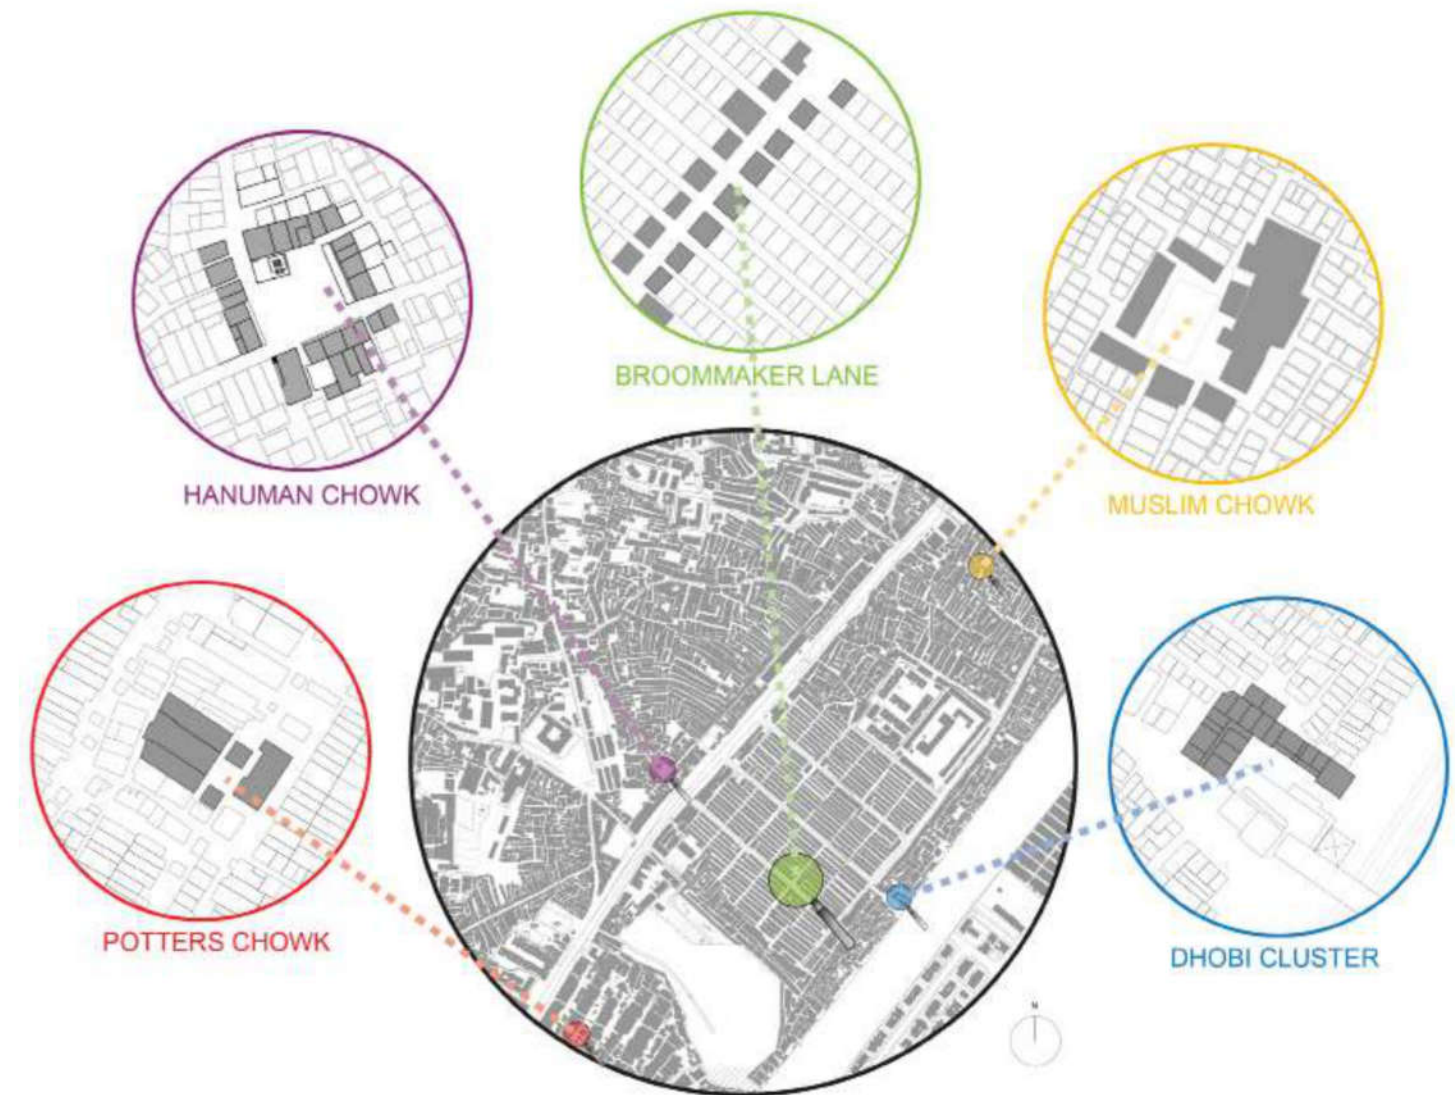 BROOMMAKER LANE
HANUMAN CHOWK
MUSLIM CHOWK
POTTERS CHOWK
DHOBI CLUSTER
N